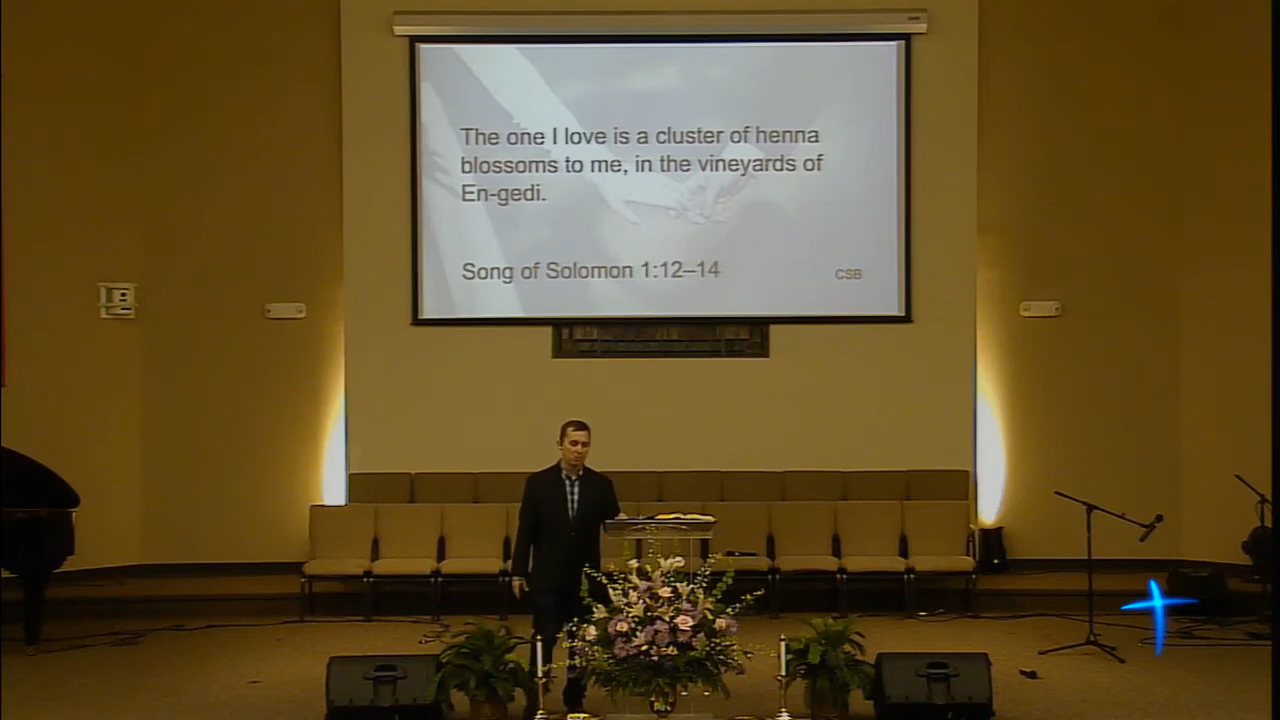 The one I love is a cluster of henna
blossoms to me, in the vineyards of
En-gedi.
Song of Solomon 1:12–14
CSB